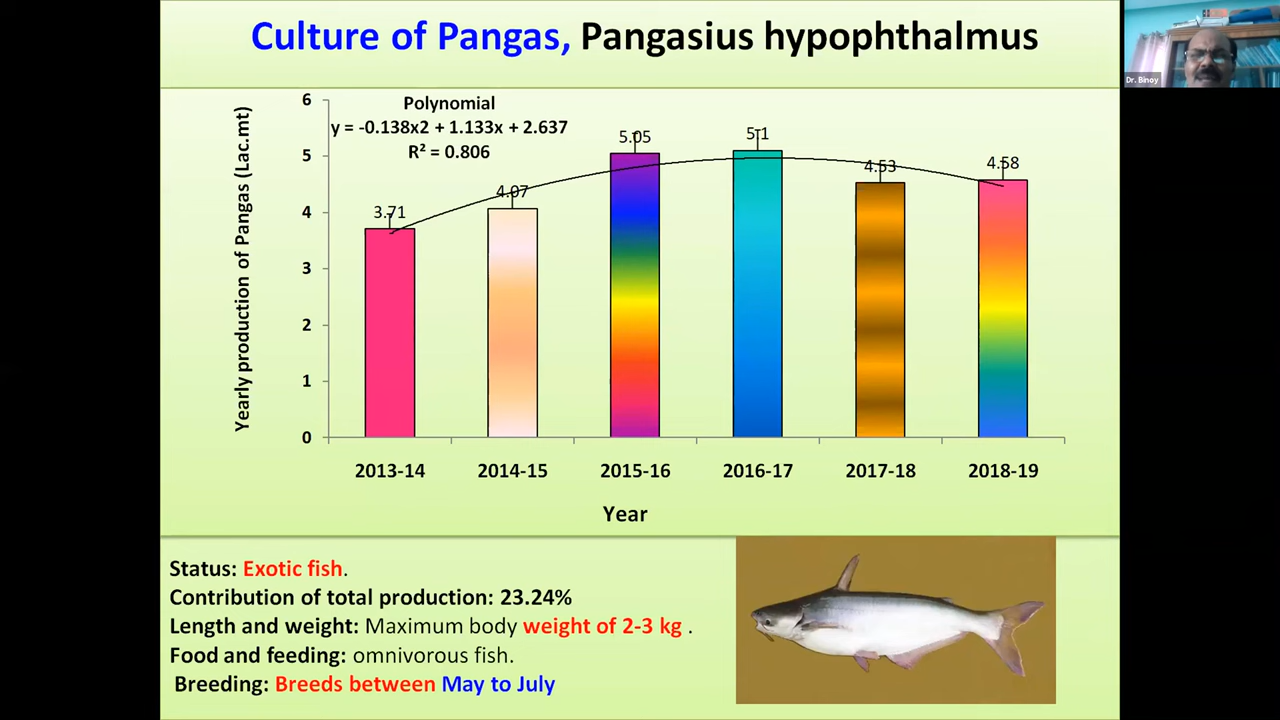 Culture of Pangas, Pangasius hypophthalmus
Dr. Binoy
Yearly production of Pangas (Lac.mt)
6
5
4
3
2
1
0
Polynomial
y = -0.138x2 + 1.133x + 2.637
R² = 0.806
3.71
4.07
5.05
5.1
4.53
4.58
2013-14
2014-15
2015-16
2016-17
2017-18
2018-19
Year
Status: Exotic fish.
Contribution of total production: 23.24%
Length and weight: Maximum body weight of 2-3 kg .
Food and feeding: omnivorous fish.
Breeding: Breeds between May to July